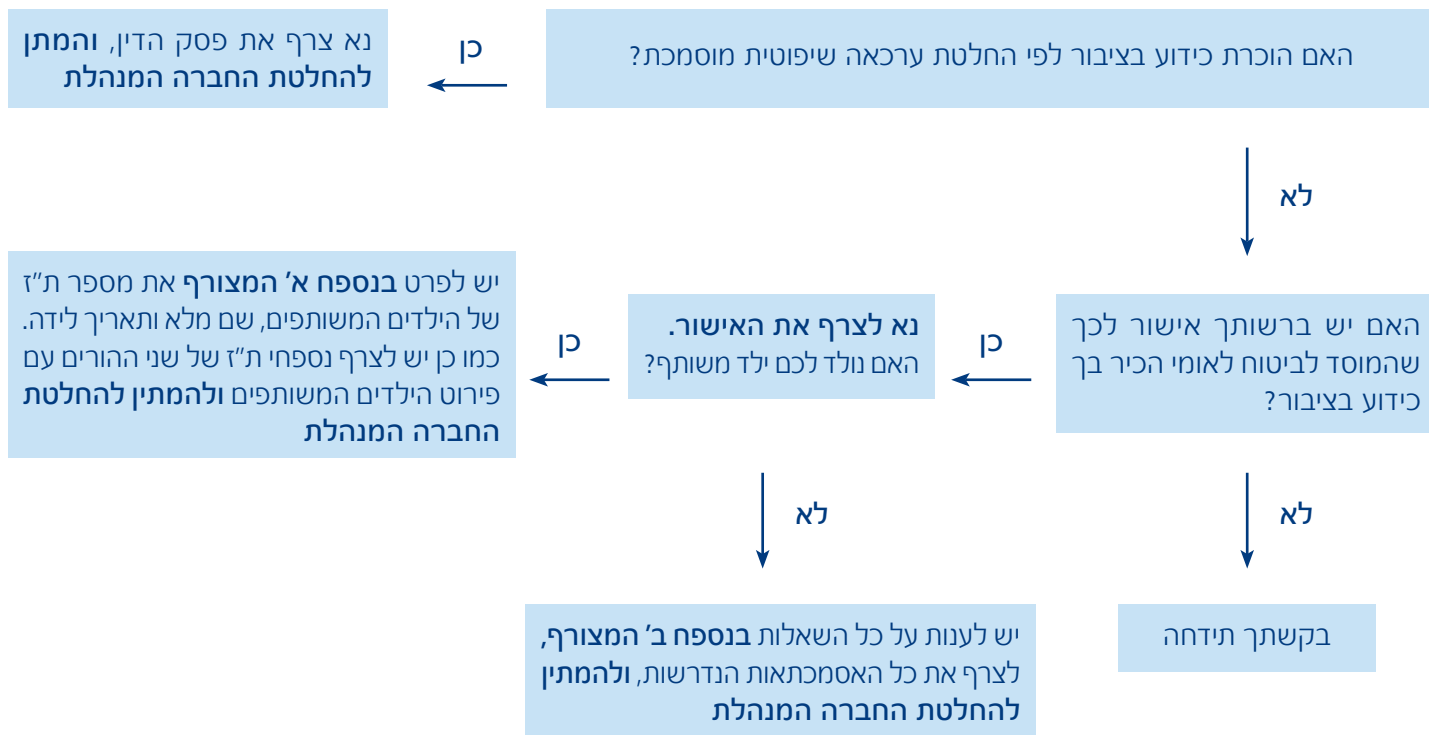 האם הוכרת כידוע בציבור לפי החלטת ערכאה שיפוטית מוסמכת?
כן
נא צרף את פסק הדין, והמתן
להחלטת החברה המנהלת
לא
האם יש ברשותך אישור לכך
שהמוסד לביטוח לאומי הכיר בך
כידוע בציבור?
כן
נא לצרף את האישור.
האם נולד לכם ילד משותף?
כן
יש לפרט בנספח א׳ המצורף את מספר ת״ז
של הילדים המשותפים, שם מלא ותאריך לידה.
כמו כן יש לצרף נספחי ת״ז של שני ההורים עם
פירוט הילדים המשותפים ולהמתין להחלטת
החברה המנהלת
לא
לא
בקשתך תידחה
יש לענות על כל השאלות בנספח ב׳ המצורף,
לצרף את כל האסמכתאות הנדרשות, ולהמתין
להחלטת החברה המנהלת